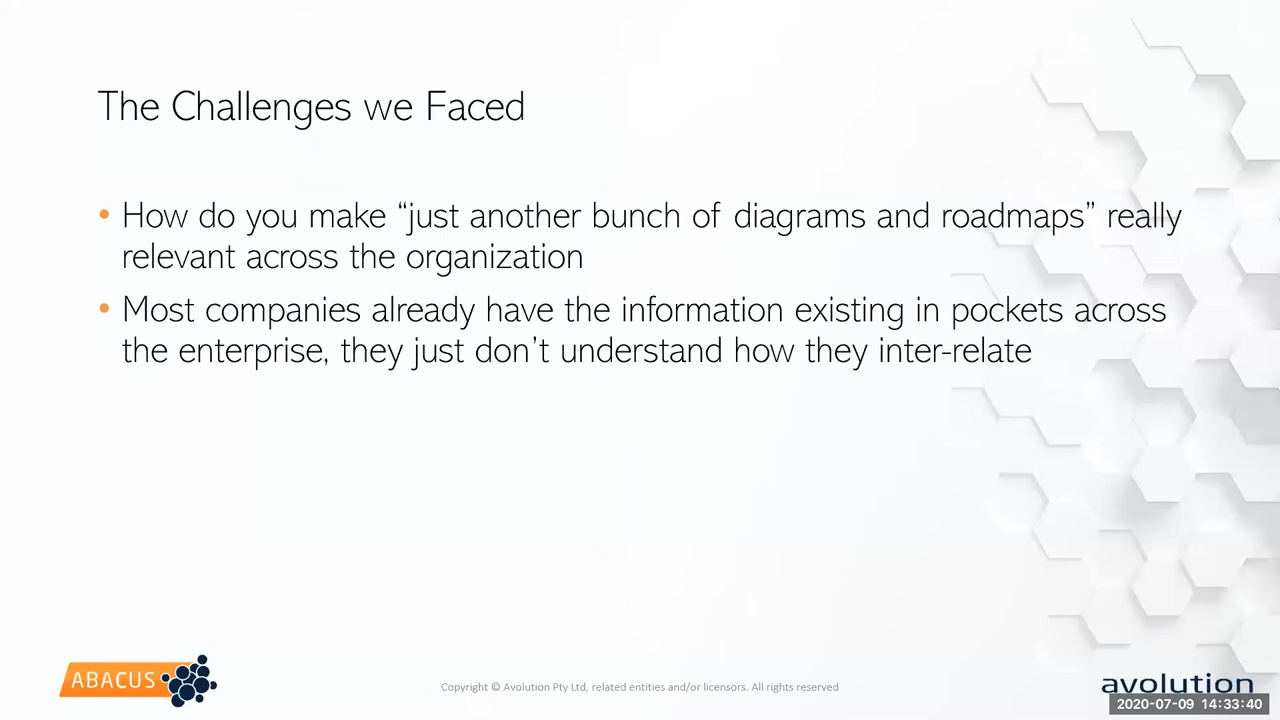 The Challenges we Faced
• How do you make “just another bunch of diagrams and roadmaps” really
relevant across the organization
• Most companies already have the information existing in pockets across
the enterprise, they just don’t understand how they inter-relate
ABACUS
Copyright © Avolution Pty Ltd, related entities and/or licensors. All rights reserved
avolution
2020-07-09 14:33:40